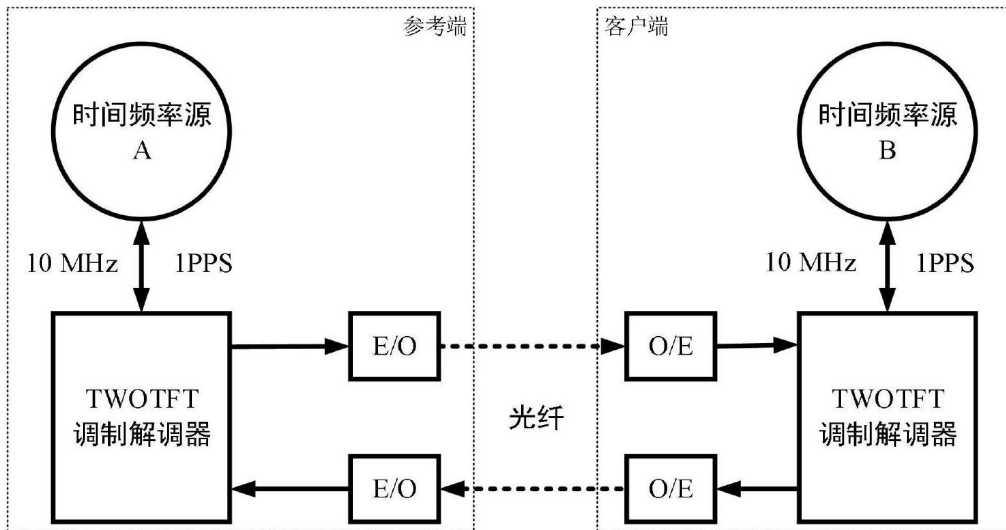 参考端
客户端
时间频率源
A
时间频率源
B
10 MHz
1PPS
10 MHz
1PPS
E/O
O/E
TWOTFT
调制解调器
光纤
TWOTFT
调制解调器
E/O
O/E